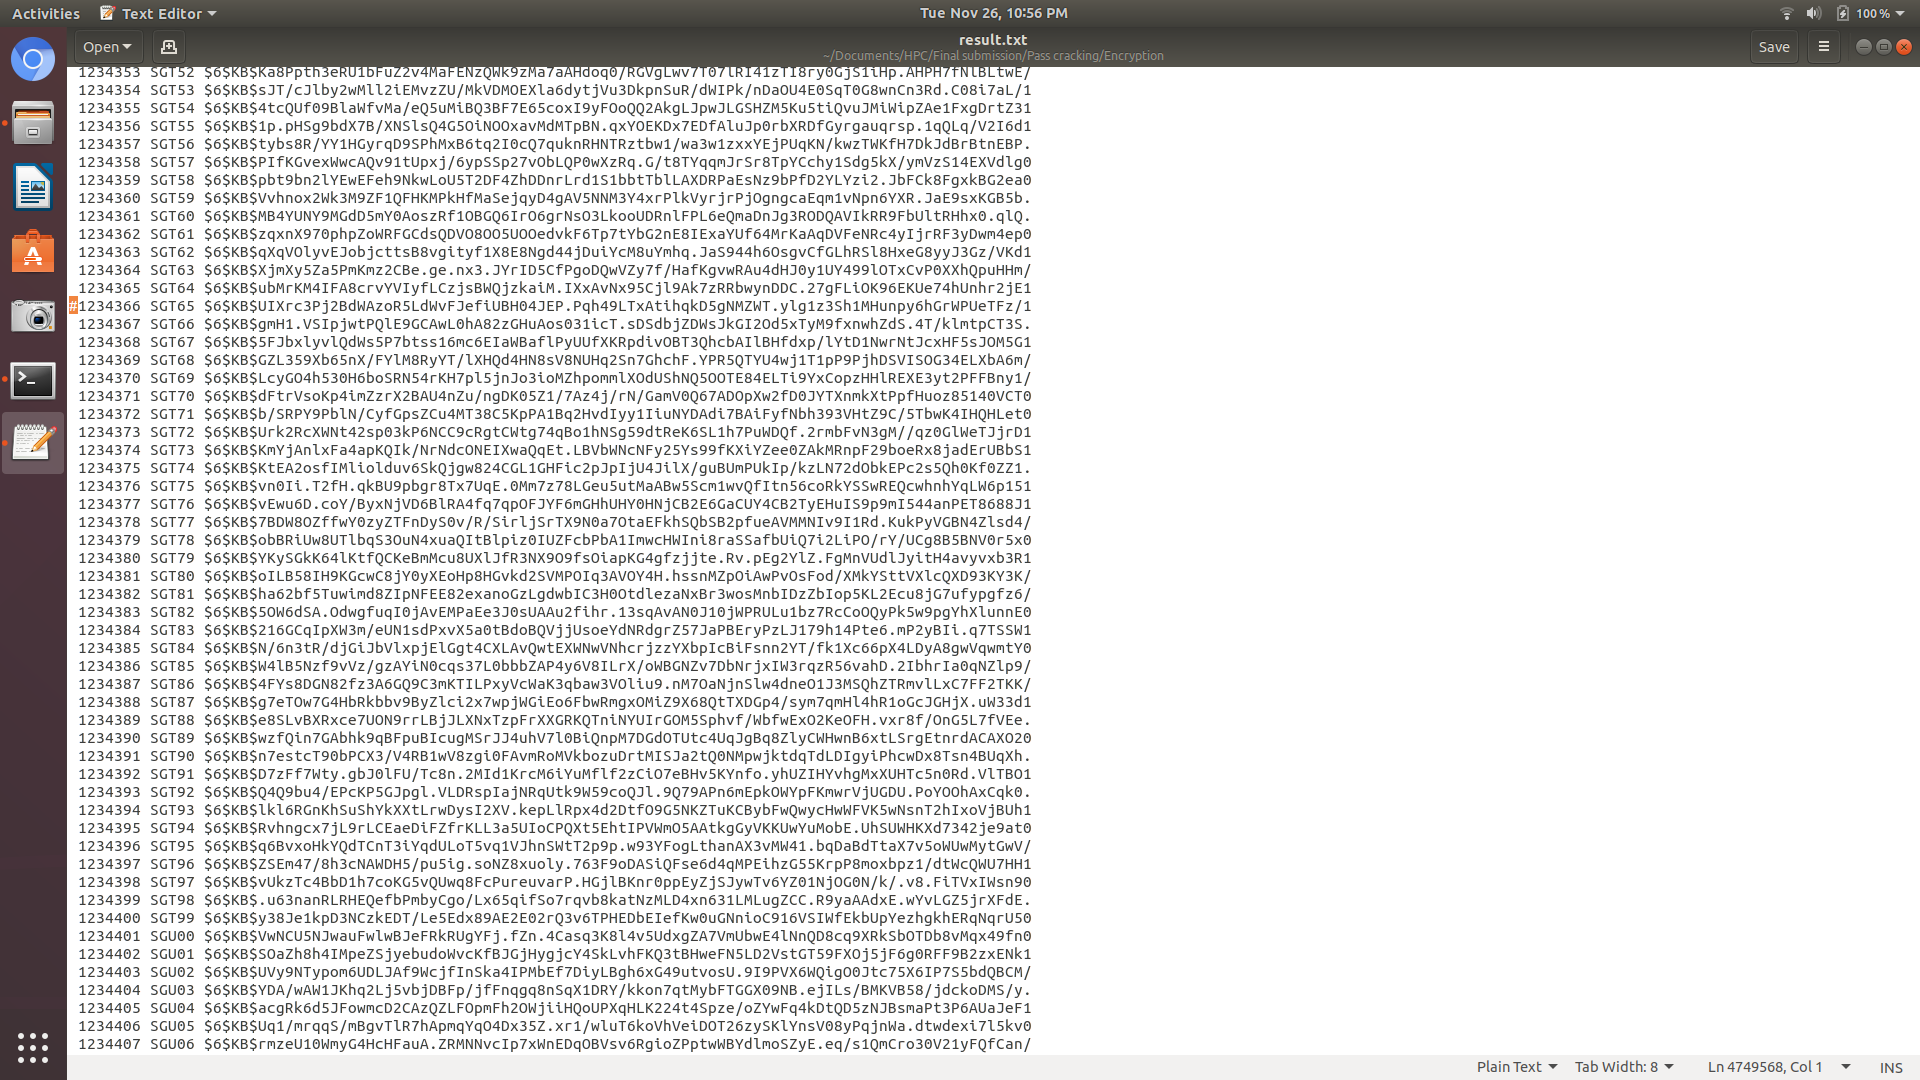 Activities
Text Editor
Tue Nov 26, 10:56 PM
100 %
Open
result.txt
~/Documents/HPC/Final submission/Pass cracking/Encryption
Save
1234353 SGT52 $6$KB$Ka8Ppth3eRU1bFuZ2v4MaFENzQWK9zMa7aAHdoq0/RGVgLwv7T07lRI41zTI8ry0GjS1iHp.AHPH7fNlBLtwE/
1234354 SGT53 $6$KB$sJT/cJlby2wMll2iEMvzZU/MkVDMOEXla6dytjVu3DkpnSuR/dWIPk/nDaOU4E0SqT0G8wnCn3Rd.C08i7aL/1
1234355 SGT54 $6$KB$4tcQUf09BlaWfvMa/eQ5uMiBQ3BF7E65coxI9yFOoQQ2AkgLJpwJLGSHZM5Ku5tiQvuJMiWipZAe1FxgDrtZ31
1234356 SGT55 $6$KB$1p.pHSg9bdX7B/XNSlsQ4G5OiNOOxavMdMTpBN.qxYOEKDx7EDfAluJp0rbXRDfGyrgauqrsp.1qQLq/V2I6d1
1234357 SGT56 $6$KB$tybs8R/YY1HGyrqD9SPhMxB6tq2I0cQ7quknRHNTRztbw1/wa3w1zxxYEjPUqKN/kwzTWKfH7DkJdBrBtnEBP.
1234358 SGT57 $6$KB$PIfKGvexWwcAQv91tUpxj/6ypSSp27vObLQP0wXzRq.G/t8TYqqmJrSr8TpYCchy1Sdg5kX/ymVzS14EXVdlg0
1234359 SGT58 $6$KB$pbt9bn2lYEwEFeh9NkwLoU5T2DF4ZhDDnrLrd1S1bbtTblLAXDRPaEsNz9bPfD2YLYzi2.JbFCk8FgxkBG2ea0
1234360 SGT59 $6$KB$Vvhnox2Wk3M9ZF1QFHKMPkHfMaSejqyD4gAV5NNM3Y4xrPlkVyrjrPjOgngcaEqm1vNpn6YXR.JaE9sxKGB5b.
1234361 SGT60 $6$KB$MB4YUNY9MGdD5mY0AoszRf1OBGQ6IrO6grNsO3LkooUDRnlFPL6eQmaDnJg3RODQAVIkRR9FbUltRHhx0.qlQ.
1234362 SGT61 $6$KB$zqxnX970phpZoWRFGCdsQDVO8OO5UOOedvkF6Tp7tYbG2nE8IExaYUf64MrKaAqDVFeNRc4yIjrRF3yDwm4ep0
1234363 SGT62 $6$KB$qXqVOlyvEJobjcttsB8vgityf1X8E8Ngd44jDuiYcM8uYmhq.JaS944h6OsgvCfGLhRSl8HxeG8yyJ3Gz/VKd1
1234364 SGT63 $6$KB$XjmXy5Za5PmKmz2CBe.ge.nx3.JYrID5CfPgoDQwVZy7f/HafKgvwRAu4dHJ0y1UY499lOTxCvP0XXhQpuHHm/
1234365 SGT64 $6$KB$ubMrKM4IFA8crvYVIyfLCzjsBWQjzkaiM.IXxAvNx95Cjl9Ak7zRRbwynDDC.27gFLiOK96EKUe74hUnhr2jE1
#1234366 SGT65 $6$KB$UIXrc3Pj2BdWAzoR5LdWvFJefiUBH04JEP.Pqh49LTxAtihqkD5gNMZWT.ylg1z3Sh1MHunpy6hGrWPUeTFz/1
1234367 SGT66 $6$KB$gmH1.VSIpjwtPQlE9GCAwL0hA82zGHuAos031icT.sDSdbjZDWsJkGI2Od5xTyM9fxnwhZdS.4T/klmtpCT3S.
1234368 SGT67 $6$KB$5FJbxlyvlQdWs5P7btss16mc6EIaWBaflPyUUfXKRpdivOBT3QhcbAIlBHfdxp/lYtD1NwrNtJcxHF5sJOM5G1
1234369 SGT68 $6$KB$GZL359Xb65nX/FYlM8RyYT/lXHQd4HN8sV8NUHq2Sn7GhchF.YPR5QTYU4wj1T1pP9PjhDSVISOG34ELXbA6m/
1234370 SGT69 $6$KB$LcyGO4h530H6boSRN54rKH7pl5jnJo3ioMZhpommlXOdUShNQ5OOTE84ELTi9YxCopzHHlREXE3yt2PFFBny1/
1234371 SGT70 $6$KB$dFtrVsoKp4imZzrX2BAU4nZu/ngDK05Z1/7Az4j/rN/GamV0Q67ADOpXw2fD0JYTXnmkXtPpfHuoz85140VCT0
1234372 SGT71 $6$KB$b/SRPY9PblN/CyfGpsZCu4MT38C5KpPA1Bq2HvdIyy1IiuNYDAdi7BAiFyfNbh393VHtZ9C/5TbwK4IHQHLet0
1234373 SGT72 $6$KB$Urk2RcXWNt42sp03kP6NCC9cRgtCWtg74qBo1hNSg59dtReK6SL1h7PuWDQf.2rmbFvN3gM//qz0GlWeTJjrD1
1234374 SGT73 $6$KB$KmYjAnlxFa4apKQIk/NrNdcONEIXwaQqEt.LBVbWNcNFy25Ys99fKXiYZee0ZAkMRnpF29boeRx8jadErUBbS1
1234375 SGT74 $6$KB$KtEA2osfIMliolduv6SkQjgw824CGL1GHFic2pJpIjU4JilX/guBUmPUkIp/kzLN72dObkEPc2s5Qh0Kf0ZZ1.
1234376 SGT75 $6$KB$vn0Ii.T2fH.qkBU9pbgr8Tx7UqE.0Mm7z78LGeu5utMaABw5Scm1wvQfItn56coRkYSSwREQcwhnhYqLW6p151
1234377 SGT76 $6$KB$vEwu6D.coY/ByxNjVD6BlRA4fq7qpOFJYF6mGHhUHY0HNjCB2E6GaCUY4CB2TyEHuIS9p9mI544anPET8688J1
1234378 SGT77 $6$KB$7BDW8OZffwY0zyZTFnDyS0v/R/SirljSrTX9N0a7OtaEFkhSQbSB2pfueAVMMNIv9I1Rd.KukPyVGBN4Zlsd4/
1234379 SGT78 $6$KB$obBRiUw8UTlbqS3OuN4xuaQItBlpiz0IUZFcbPbA1ImwcHWIni8raSSafbUiQ7i2LiPO/rY/UCg8B5BNV0r5x0
1234380 SGT79 $6$KB$YKySGkK64lKtfQCKeBmMcu8UXlJfR3NX9O9fsOiapKG4gfzjjte.Rv.pEg2YlZ.FgMnVUdlJyitH4avyvxb3R1
1234381 SGT80 $6$KB$oILB58IH9KGcwC8jY0yXEoHp8HGvkd2SVMPOIq3AVOY4H.hssnMZpOiAwPvOsFod/XMkYSttVXlcQXD93KY3K/
1234382 SGT81 $6$KB$ha62bf5Tuwimd8ZIpNFEE82exanoGzLgdwbIC3H0OtdlezaNxBr3wosMnbIDzZbIop5KL2Ecu8jG7ufypgfz6/
1234383 SGT82 $6$KB$5OW6dSA.OdwgfuqI0jAvEMPaEe3J0sUAAu2fihr.13sqAvAN0J10jWPRULu1bz7RcCoOQyPk5w9pgYhXlunnE0
1234384 SGT83 $6$KB$216GCqIpXW3m/eUN1sdPxvX5a0tBdoBQVjjUsoeYdNRdgrZ57JaPBEryPzLJ179h14Pte6.mP2yBIi.q7TSSW1
1234385 SGT84 $6$KB$N/6n3tR/djGiJbVlxpjElGgt4CXLAvQwtEXWNwVNhcrjzzYXbpIcBiFsnn2YT/fk1Xc66pX4LDyA8gwVqwmtY0
1234386 SGT85 $6$KB$W4lB5Nzf9vVz/gzAYiN0cqs37L0bbbZAP4y6V8ILrX/oWBGNZv7DbNrjxIW3rqzR56vahD.2IbhrIa0qNZlp9/
1234387 SGT86 $6$KB$4FYs8DGN82fz3A6GQ9C3mKTILPxyVcWaK3qbaw3VOliu9.nM7OaNjnSlw4dneO1J3MSQhZTRmvlLxC7FF2TKK/
1234388 SGT87 $6$KB$g7eTOw7G4HbRkbbv9ByZlci2x7wpjWGiEo6FbwRmgxOMiZ9X68QtTXDGp4/sym7qmHl4hR1oGcJGHjX.uW33d1
1234389 SGT88 $6$KB$e8SLvBXRxce7UON9rrLBjJLXNxTzpFrXXGRKQTniNYUIrGOM5Sphvf/WbfwExO2KeOFH.vxr8f/OnG5L7fVEe.
1234390 SGT89 $6$KB$wzfQin7GAbhk9qBFpuBIcugMSrJJ4uhV7l0BiQnpM7DGdOTUtc4UqJgBq8ZlyCWHwnB6xtLSrgEtnrdACAXO20
1234391 SGT90 $6$KB$n7estcT90bPCX3/V4RB1wV8zgi0FAvmRoMVkbozuDrtMISJa2tQ0NMpwjktdqTdLDIgyiPhcwDx8Tsn4BUqXh.
1234392 SGT91 $6$KB$D7zFf7Wty.gbJ0lFU/Tc8n.2MId1KrcM6iYuMflf2zCiO7eBHv5KYnfo.yhUZIHYvhgMxXUHTc5n0Rd.VlTBO1
1234393 SGT92 $6$KB$Q4Q9bu4/EPcKP5GJpgl.VLDRspIajNRqUtk9W59coQJl.9Q79APn6mEpkOWYpFKmwrVjUGDU.PoYOOhAxCqk0.
1234394 SGT93 $6$KB$lkl6RGnKhSuShYkXXtLrwDysI2XV.kepLlRpx4d2DtfO9G5NKZTuKCBybFwQwycHwWFVK5wNsnT2hIxoVjBUh1
1234395 SGT94 $6$KB$Rvhngcx7jL9rLCEaeDiFZfrKLL3a5UIoCPQXt5EhtIPVWmO5AAtkgGyVKKUwYuMobE.UhSUWHKXd7342je9at0
1234396 SGT95 $6$KB$q6BvxoHkYQdTCnT3iYqdULoT5vq1VJhnSWtT2p9p.w93YFogLthanAX3vMW41.bqDaBdTtaX7v5oWUwMytGwV/
1234397 SGT96 $6$KB$ZSEm47/8h3cNAWDH5/pu5ig.soNZ8xuoly.763F9oDASiQFse6d4qMPEihzG55KrpP8moxbpz1/dtWcQWU7HH1
1234398 SGT97 $6$KB$vUkzTc4BbD1h7coKG5vQUwq8FcPureuvarP.HGjlBKnr0ppEyZjSJywTv6YZ01NjOG0N/k/.v8.FiTVxIWsn90
1234399 SGT98 $6$KB$.u63nanRLRHEQefbPmbyCgo/Lx65qifSo7rqvb8katNzMLD4xn631LMLugZCC.R9yaAAdxE.wYvLGZ5jrXFdE.
1234400 SGT99 $6$KB$y38Je1kpD3NCzkEDT/Le5Edx89AE2E02rQ3v6TPHEDbEIefKw0uGNnioC916VSIWfEkbUpYezhgkhERqNqrU50
1234401 SGU00 $6$KB$VwNCU5NJwauFwlwBJeFRkRUgYFj.fZn.4Casq3K8l4v5UdxgZA7VmUbwE4lNnQD8cq9XRkSbOTDb8vMqx49fn0
1234402 SGU01 $6$KB$SOaZh8h4IMpeZSjyebudoWvcKfBJGjHygjcY4SkLvhFKQ3tBHweFN5LD2VstGT59FXOj5jF6g0RFF9B2zxENk1
1234403 SGU02 $6$KB$UVy9NTypom6UDLJAf9WcjfInSka4IPMbEf7DiyLBgh6xG49utvosU.9I9PVX6WQigO0Jtc75X6IP7S5bdQBCM/
1234404 SGU03 $6$KB$YDA/wAW1JKhq2Lj5vbjDBFp/jfFnqgq8nSqX1DRY/kkon7qtMybFTGGX09NB.ejILs/BMKVB58/jdckoDMS/y.
1234405 SGU04 $6$KB$acgRk6d5JFowmcD2CAzQZLFOpmFh2OWjiiHQoUPXqHLK224t4Spze/oZYwFq4kDtQD5zNJBsmaPt3P6AUaJeF1
1234406 SGU05 $6$KB$Uq1/mrqqS/mBgvTlR7hApmqYqO4Dx35Z.xr1/wluT6koVhVeiDOT26zySKlYnsV08yPqjnWa.dtwdexi7l5kv0
1234407 SGU06 $6$KB$rmzeU10WmyG4HcHFauA.ZRMNNvcIp7xWnEDqOBVsv6RgioZPptwWBYdlmoSZyE.eq/s1QmCro30V21yFQfCan/
Plain Text
Tab Width: 8
Ln 4749568, Col 1
INS